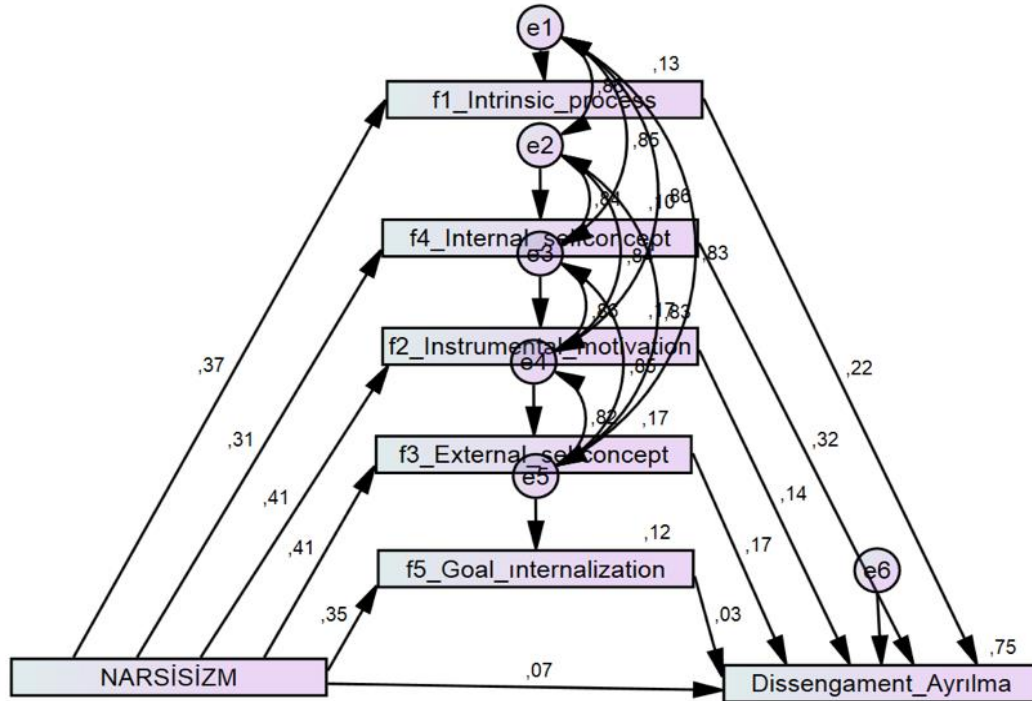 e1
,13
f1_Intrinsic_process
e2
,85
,84
,10
,86
f4_Internal_selfconcept
,83
e3
,17
,83
f2_Instrumental_motivation
e4
,85
,37
,22
,82
,17
,31
,32
f3_External_selfconcept
e5
,41
,14
,41
,12
,17
f5_Goal_ınternalization
e6
,35
,03
,75
NARSİSİZM
,07
Dissengament_Ayrılma